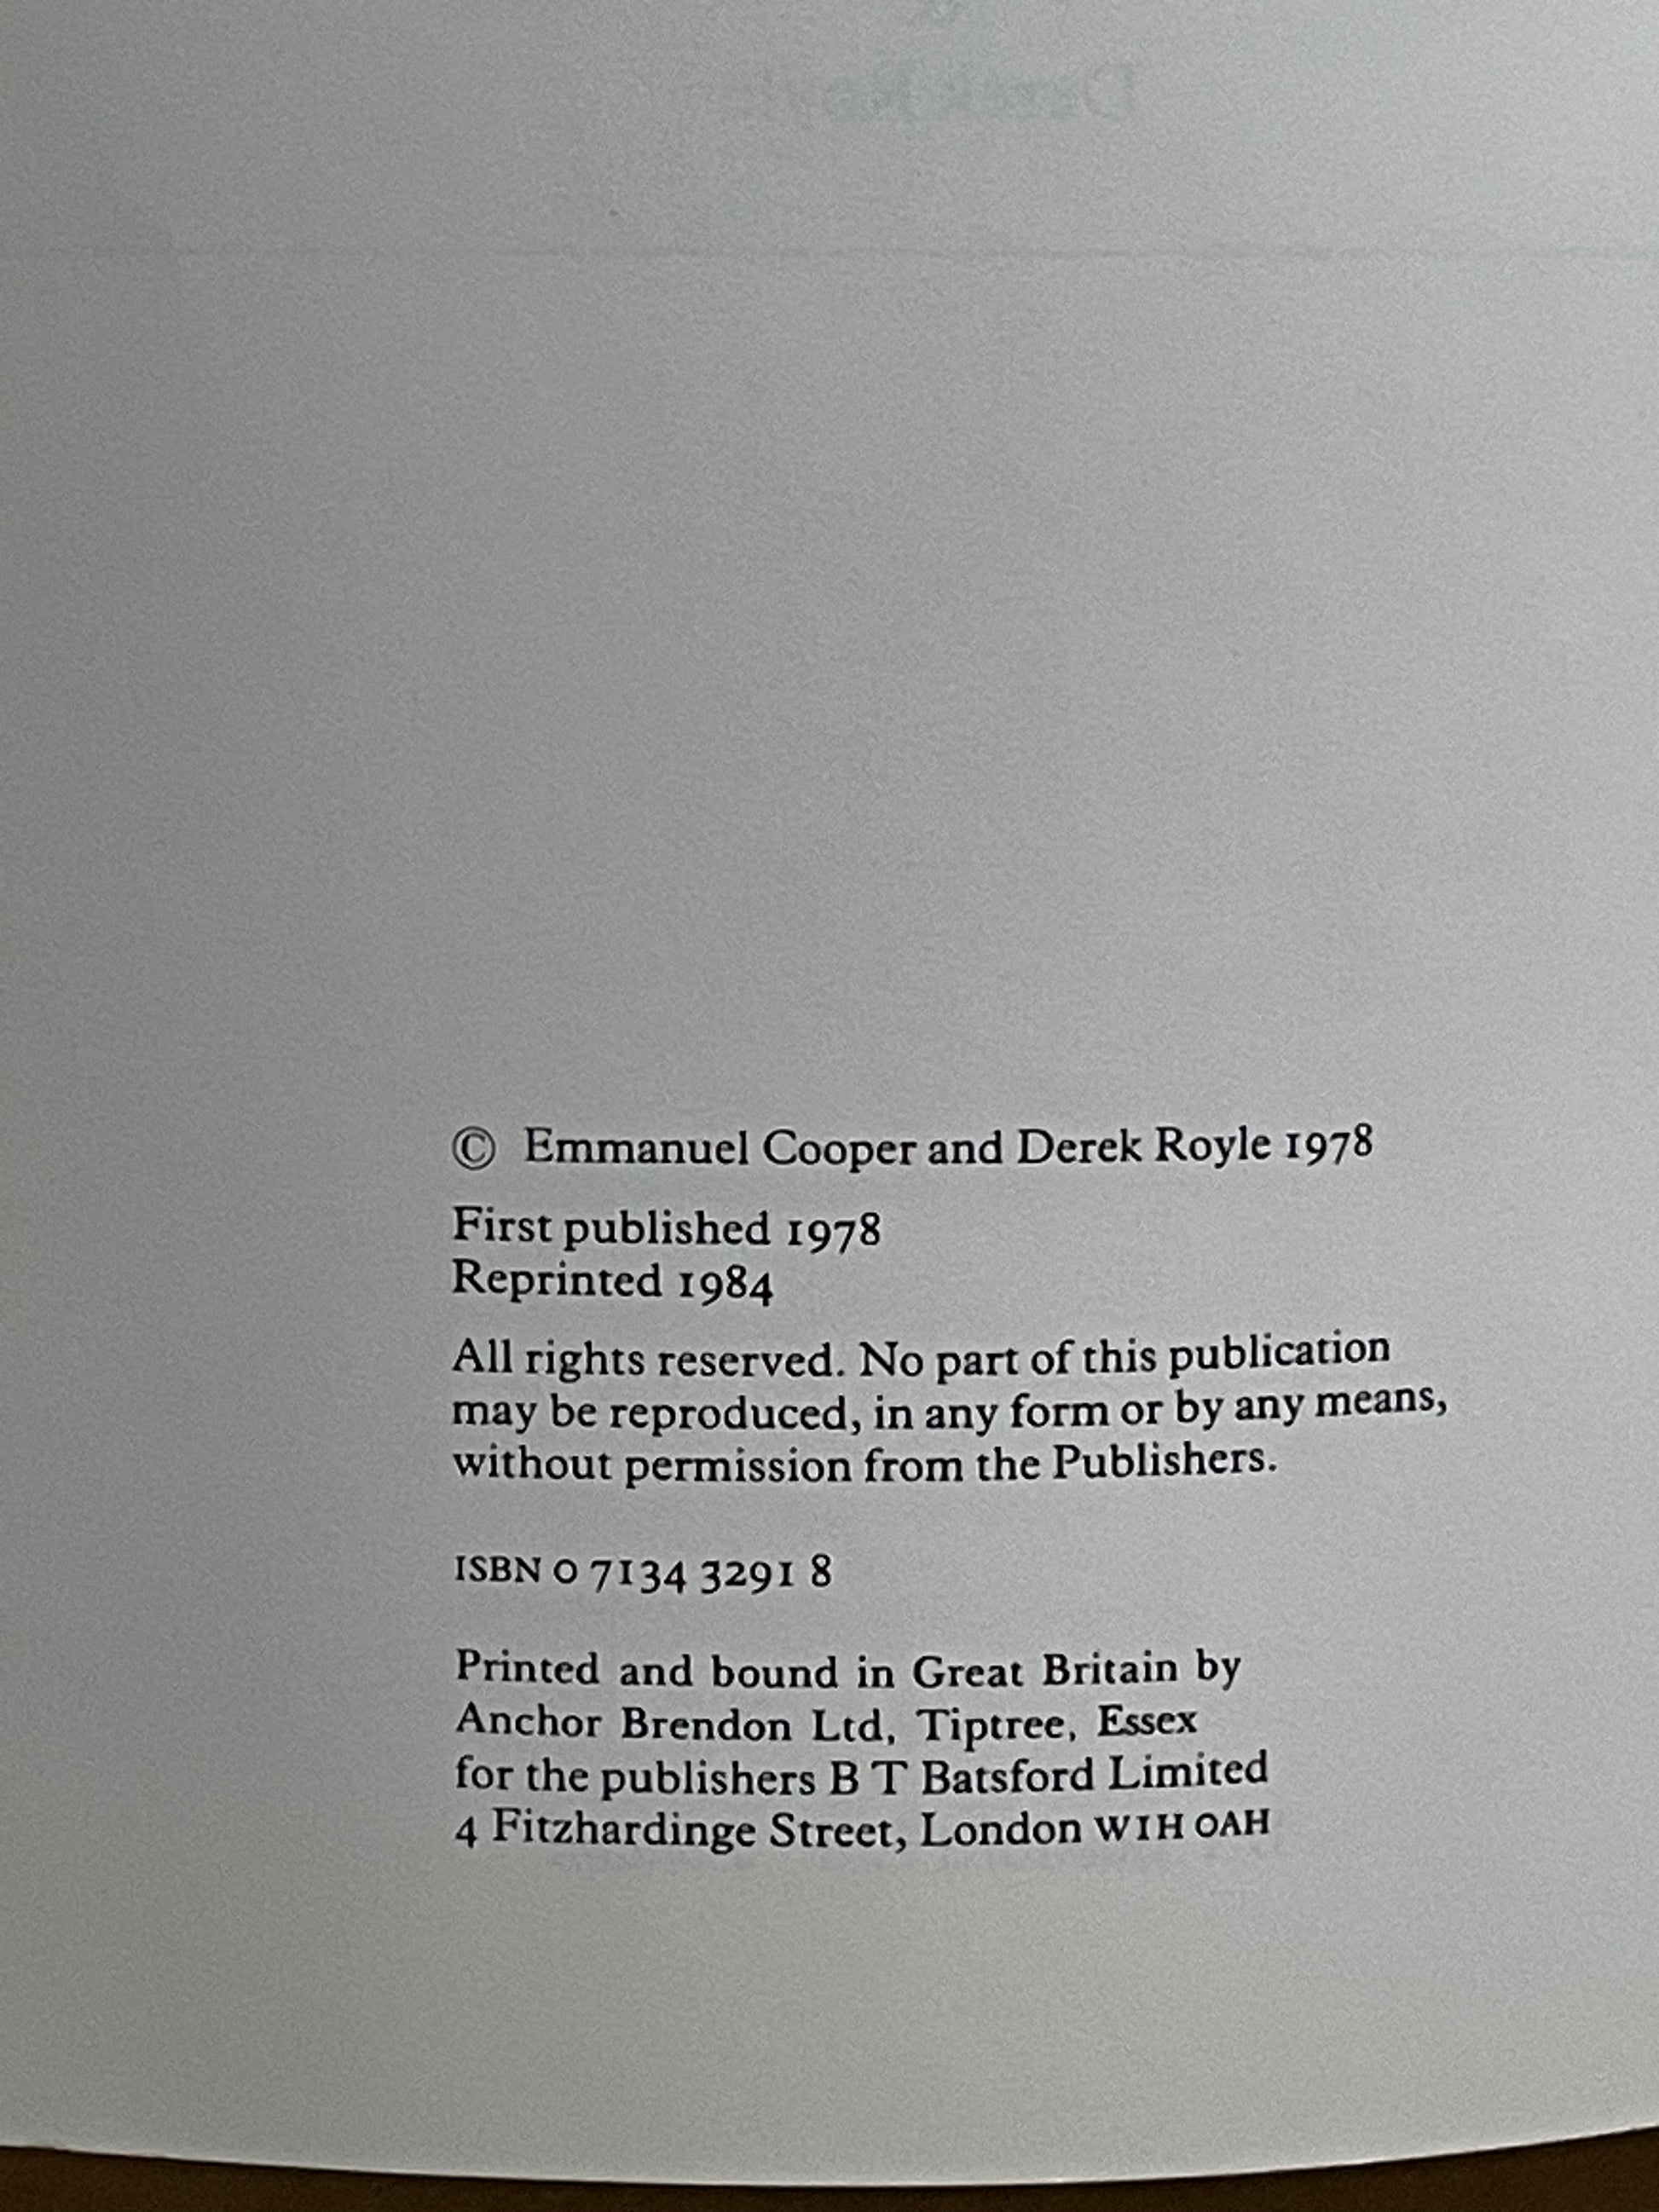 © Emmanuel Cooper and Derek Royle 1978
First published 1978
Reprinted 1984
All rights reserved. No part of this publication
may be reproduced, in any form or by any means,
without permission from the Publishers.
ISBN 0 7134 3291 8
Printed and bound in Great Britain by
Anchor Brendon Ltd, Tiptree, Essex
for the publishers B T Batsford Limited
4 Fitzhardinge Street, London W1H 0AH